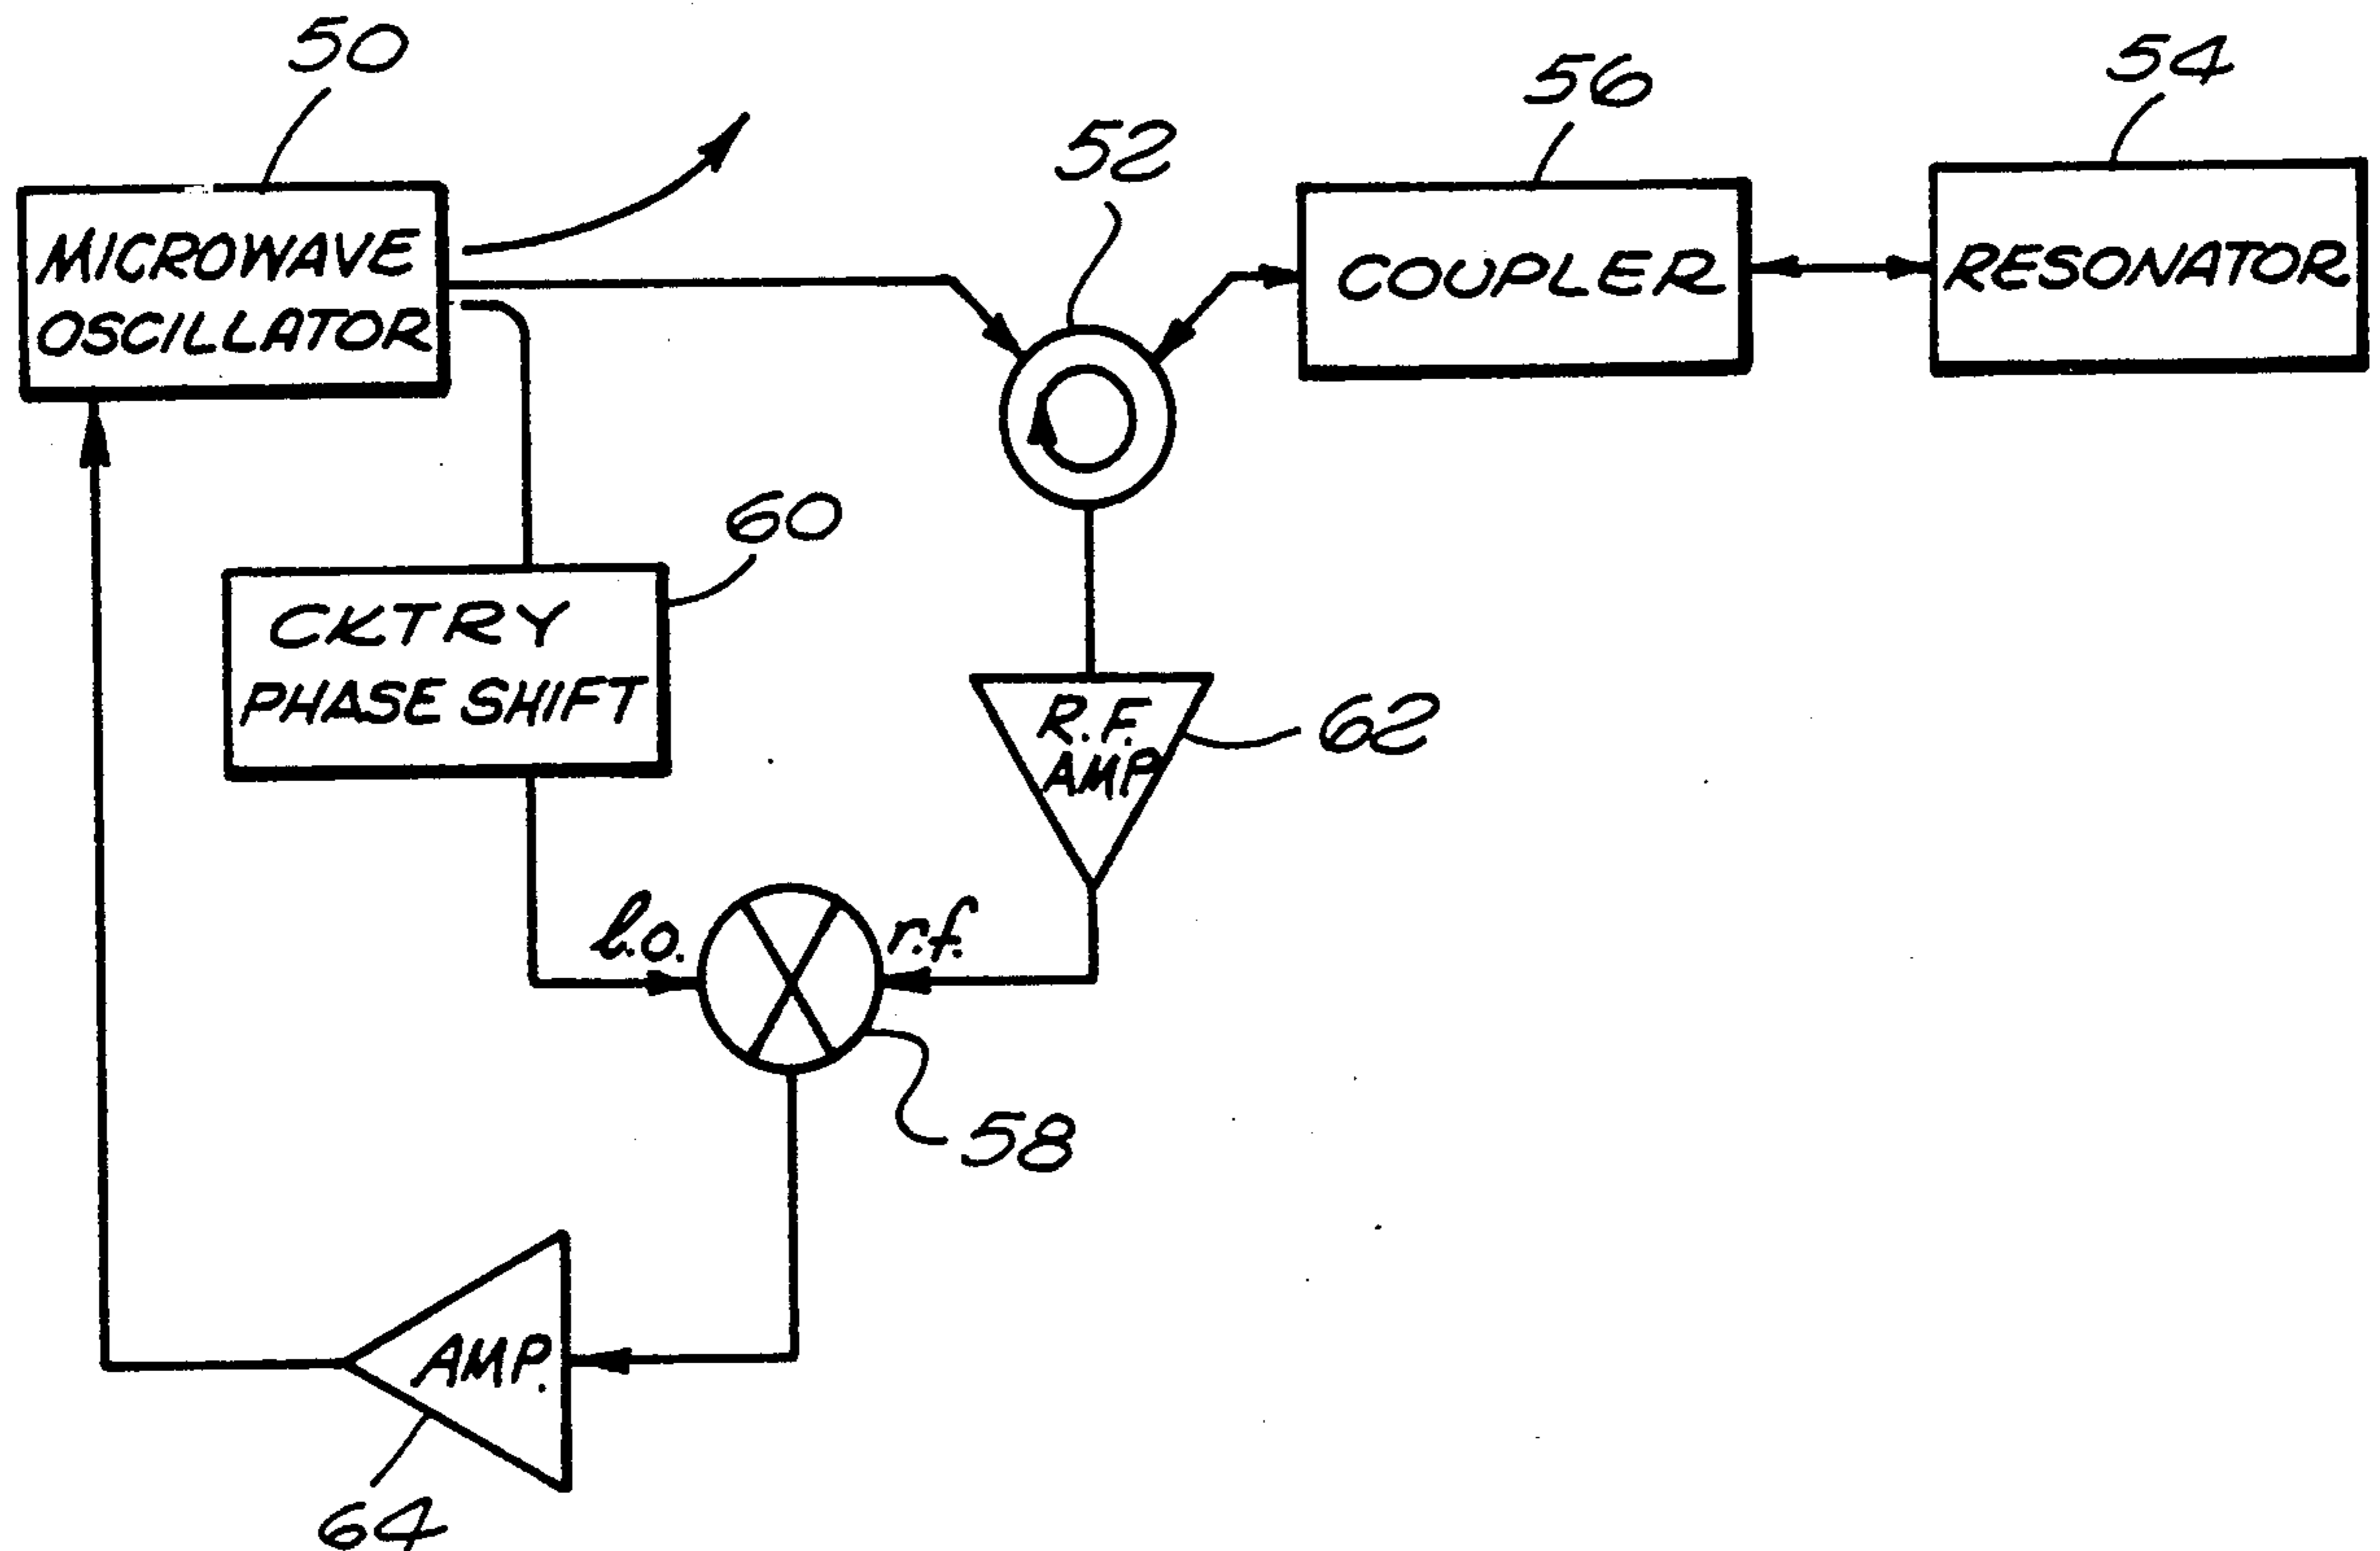 50
56
54
52
MICROWAVE
OSCILLATOR
COUPLER
RESONATOR
60
CKTRY
PHASE SHIFT
R.F.
AMP
62
l.o.
r.f.
58
AMP.
64